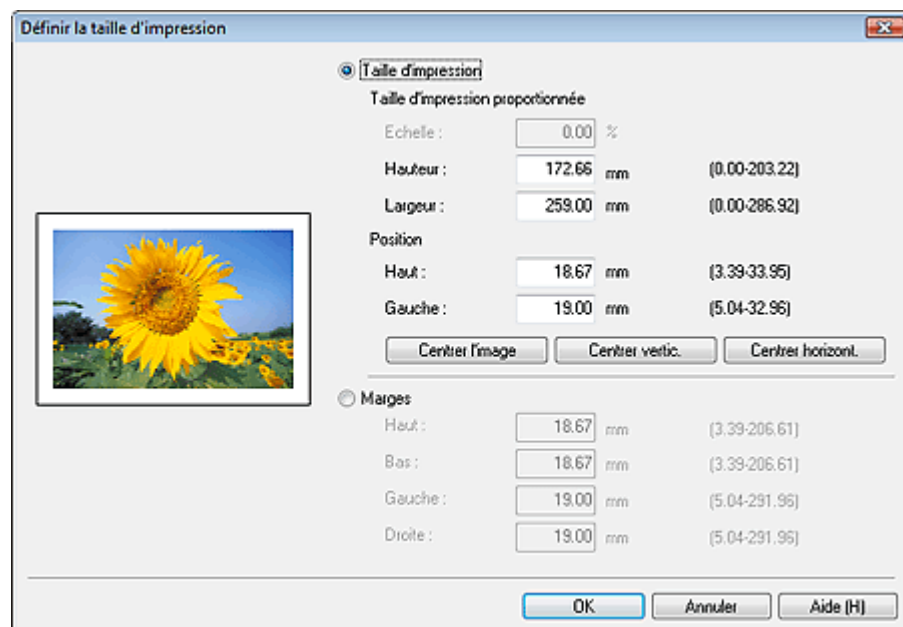 Définir la taille d'impression
Taille d'impression
Taille d'impression proportionnée
Echelle : 0.00 %
Hauteur : 172.66 mm (0.00-203.22)
Largeur : 259.00 mm (0.00-286.92)
Position
Haut : 18.67 mm (3.39-33.95)
Gauche : 19.00 mm (5.04-32.96)
Centrer l'image Centrer vertic. Centrer horizont.
Marges
Haut : 18.67 mm (3.39-206.61)
Bas : 18.67 mm (3.39-206.61)
Gauche : 19.00 mm (5.04-291.96)
Droite : 19.00 mm (5.04-291.96)
OK Annuler Aide (H)